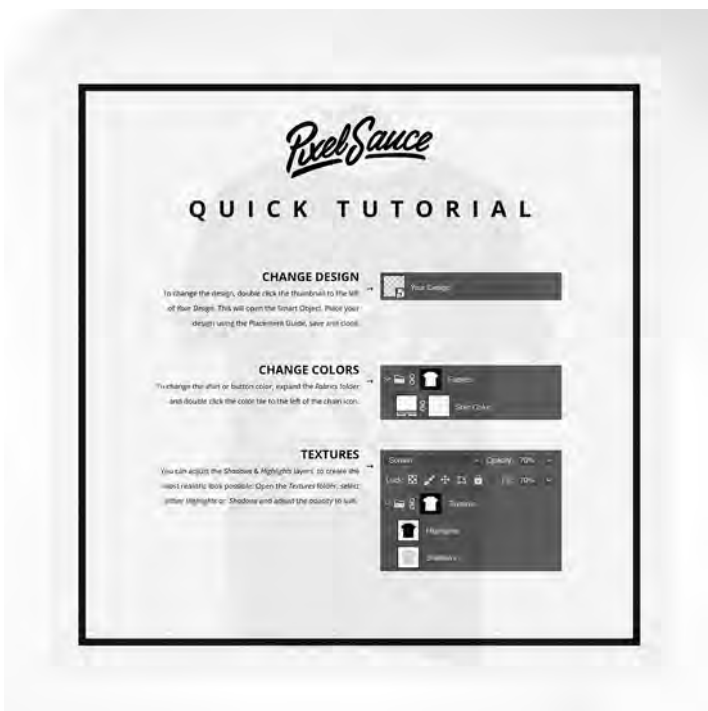 PixelSauce
QUICK TUTORIAL
CHANGE DESIGN
To change the design, double click the thumbnail to the left
of Your Design. This will open the Smart Object. Place your
design using the Placement Guide, save and close.
Your Design
CHANGE COLORS
To change the shirt or button color, expand the Fabrics folder
and double click the color tile to the left of the chain icon.
Fabrics
Shirt Color
TEXTURES
You can adjust the Shadows & Highlights layers, to create the
most realistic look possible. Open the Textures folder, select
either Highlights or Shadows and adjust the opacity to suit.
Screen Opacity: 70%
Lock: Fill: 70%
Textures
Highlights
Shadows